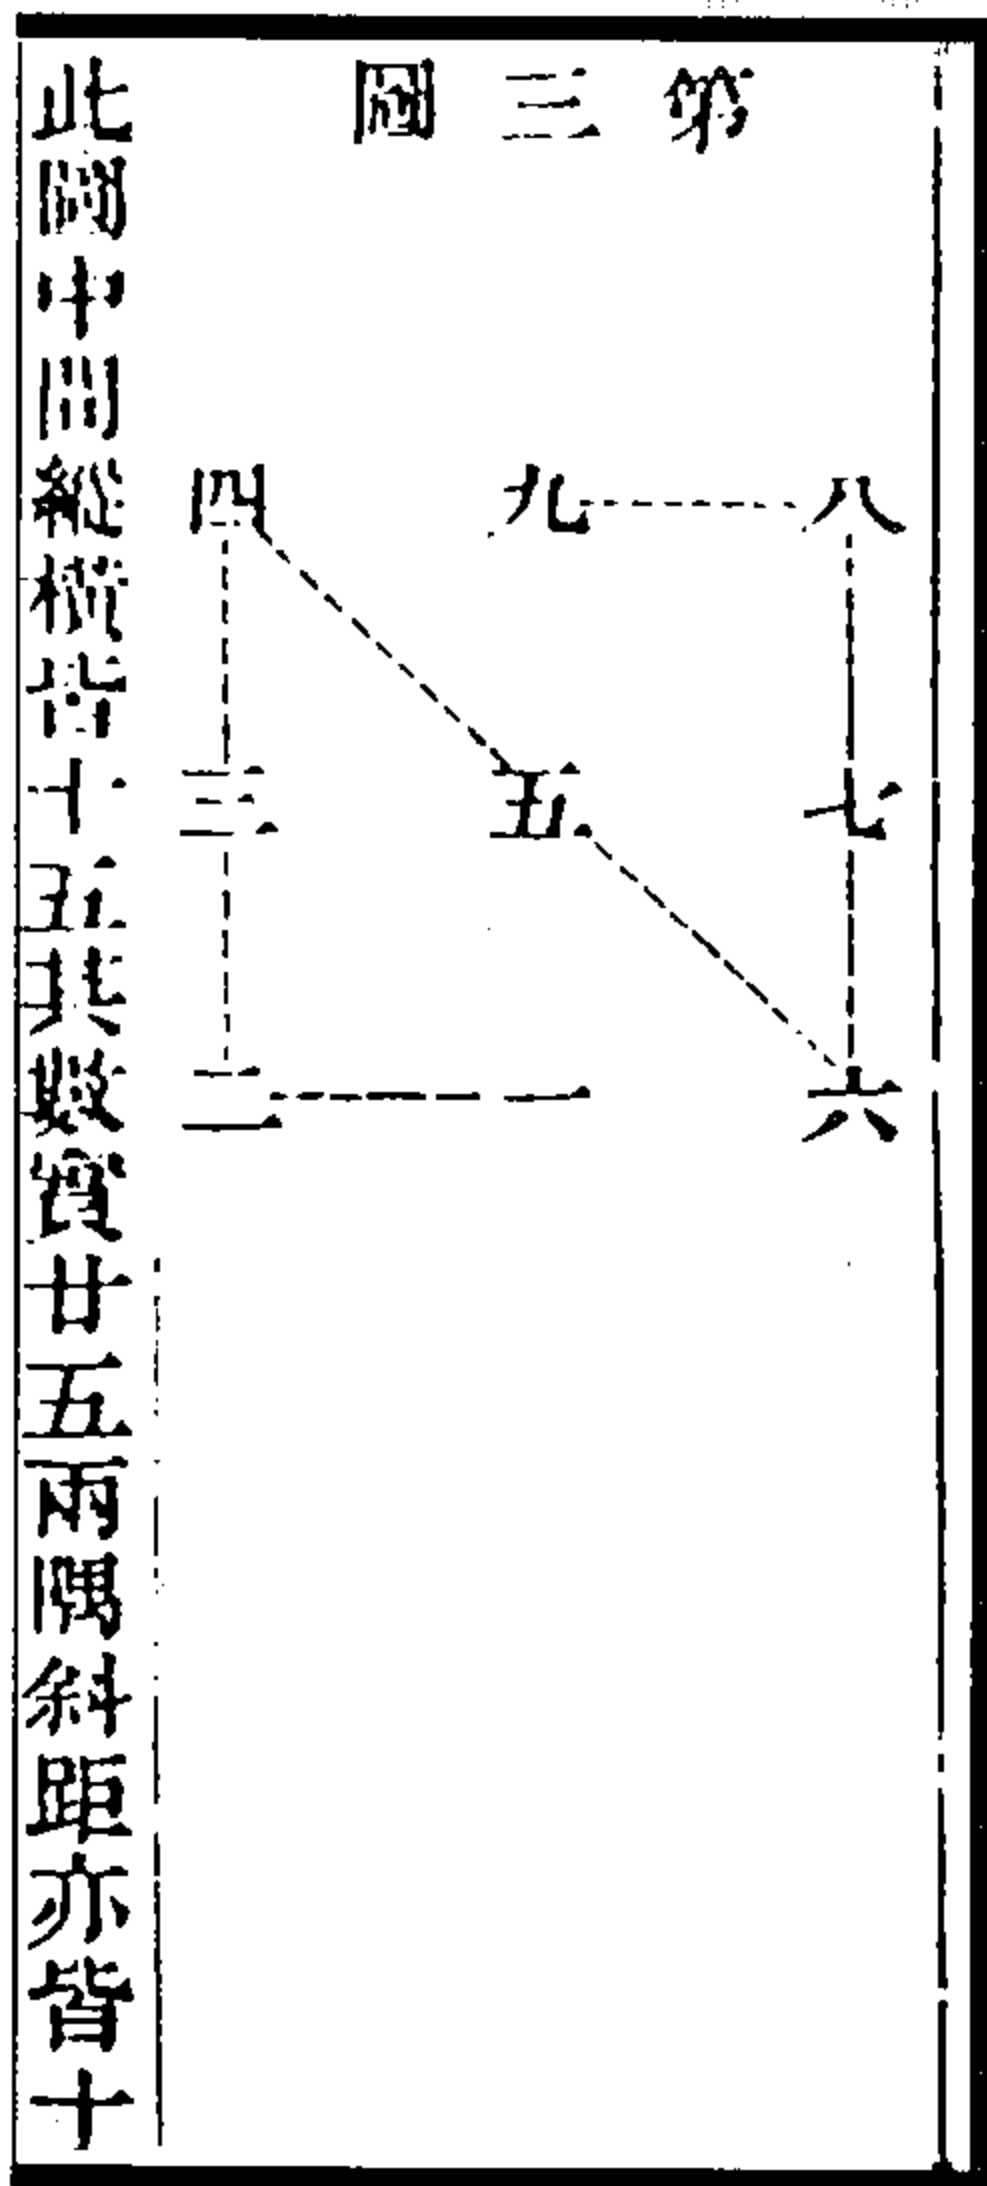 第三圖
八九四
七五三
六一二
此圖中間縱橫皆十五共數實廿五兩隅斜距亦皆十